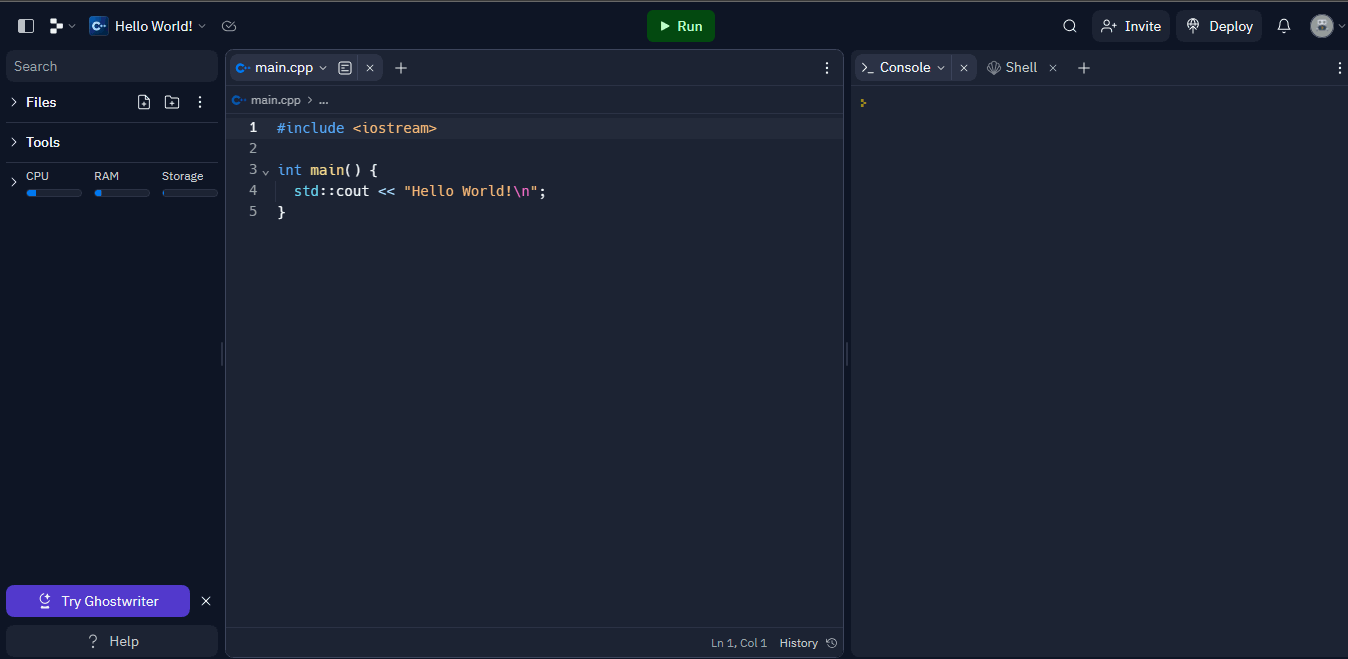 C++ Hello World!
Run
Invite
Deploy
Search
Files
Tools
CPU RAM Storage
Try Ghostwriter
? Help
C++ main.cpp
C++ main.cpp > ...
1 #include <iostream>
2
3 int main() {
4 std::cout << "Hello World!\n";
5 }
Ln 1, Col 1 History
>_ Console
Shell